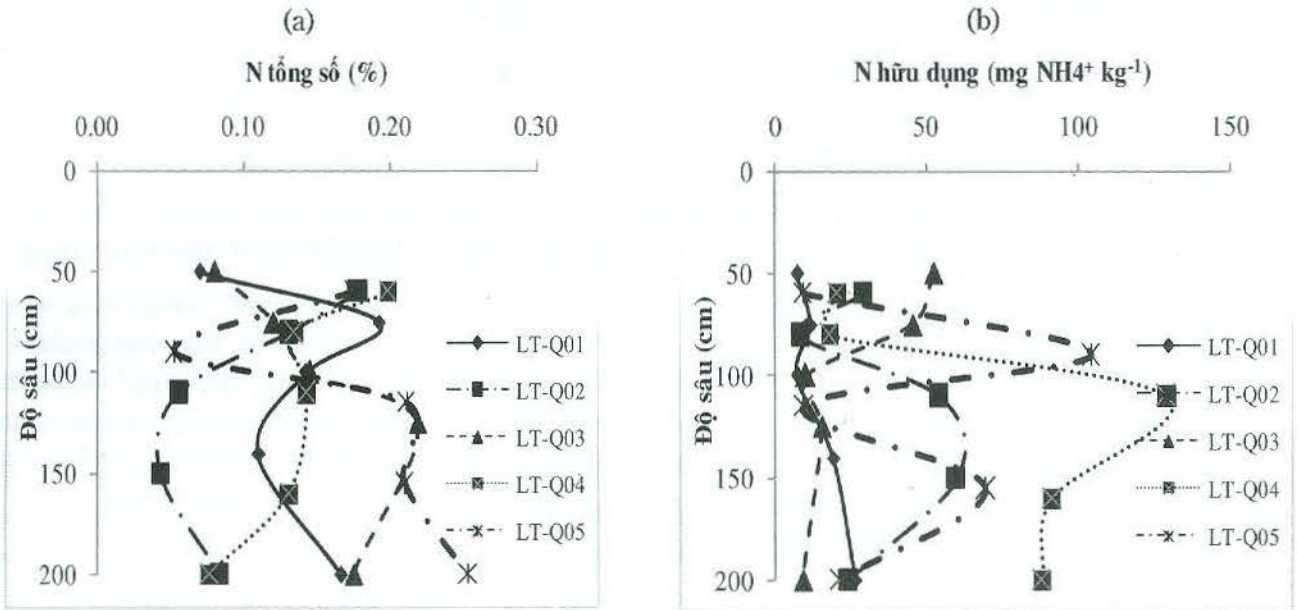 (a)
N tổng số (%)
0.00 0.10 0.20 0.30
0
50
100
150
200
Độ sâu (cm)
LT-Q01
LT-Q02
LT-Q03
LT-Q04
LT-Q05
(b)
N hữu dụng (mg NH4⁺ kg⁻¹)
0 50 100 150
0
50
100
150
200
Độ sâu (cm)
LT-Q01
LT-Q02
LT-Q03
LT-Q04
LT-Q05